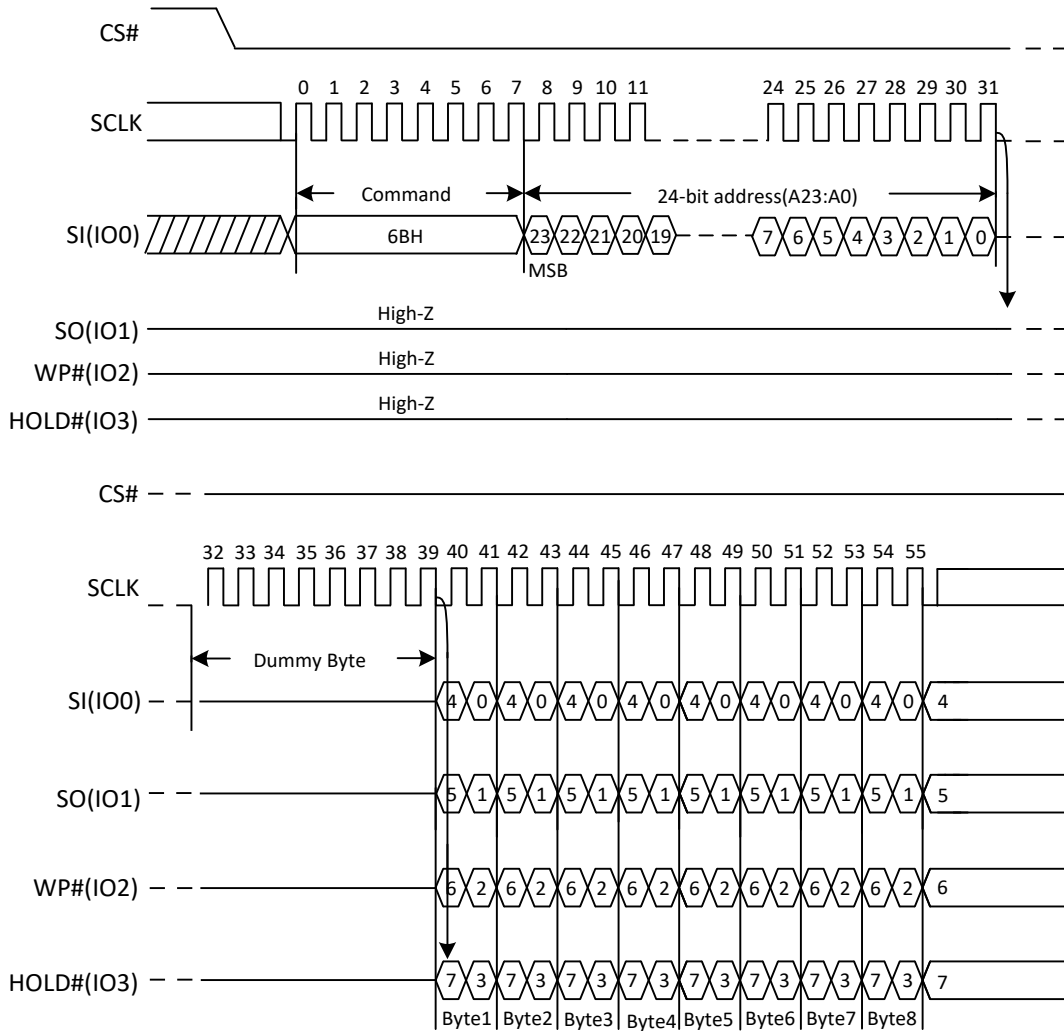 CS#
0 1 2 3 4 5 6 7 8 9 10 11 24 25 26 27 28 29 30 31
SCLK
Command 24-bit address(A23:A0)
SI(IO0) 6BH 23 22 21 20 19 7 6 5 4 3 2 1 0
MSB
High-Z
SO(IO1)
High-Z
WP#(IO2)
High-Z
HOLD#(IO3)
CS#
32 33 34 35 36 37 38 39 40 41 42 43 44 45 46 47 48 49 50 51 52 53 54 55
SCLK
Dummy Byte
SI(IO0) 4 0 4 0 4 0 4 0 4 0 4 0 4 0 4 0 4
SO(IO1) 5 1 5 1 5 1 5 1 5 1 5 1 5 1 5 1 5
WP#(IO2) 6 2 6 2 6 2 6 2 6 2 6 2 6 2 6 2 6
HOLD#(IO3) 7 3 7 3 7 3 7 3 7 3 7 3 7 3 7 3 7
Byte1 Byte2 Byte3 Byte4 Byte5 Byte6 Byte7 Byte8